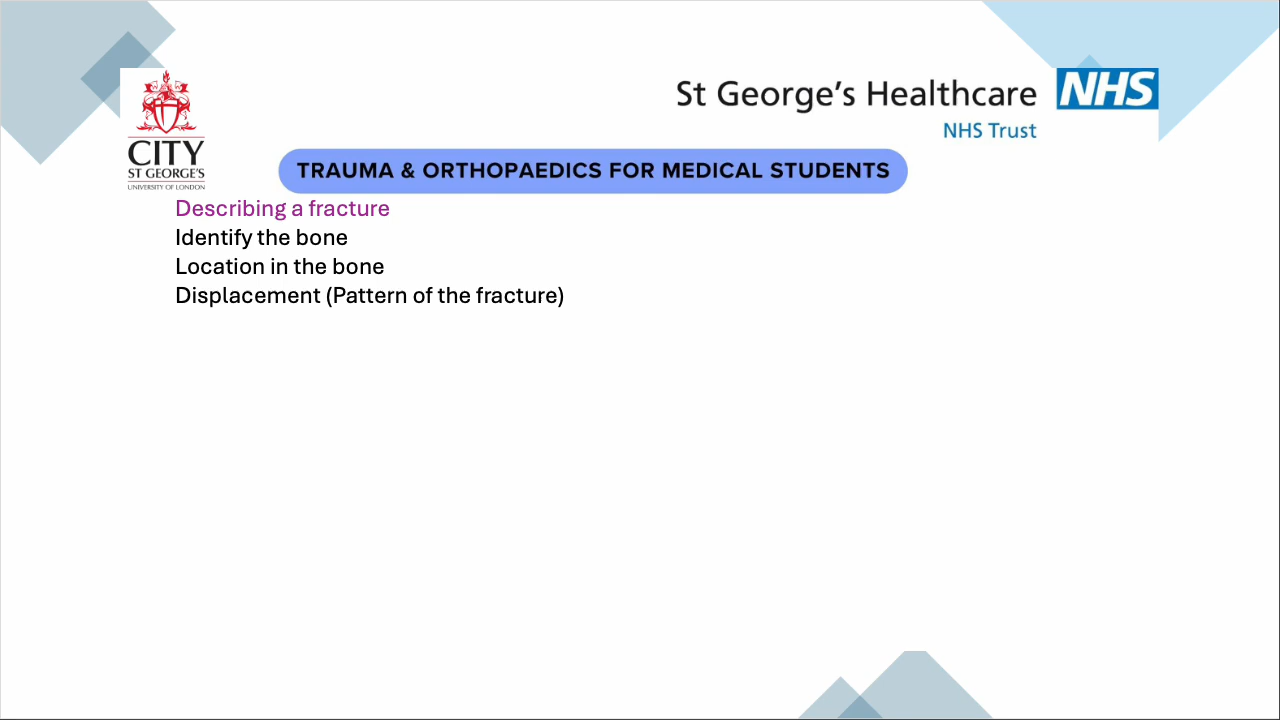 St George's Healthcare NHS
NHS Trust
CITY
ST GEORGE'S
UNIVERSITY OF LONDON
TRAUMA & ORTHOPAEDICS FOR MEDICAL STUDENTS
Describing a fracture
Identify the bone
Location in the bone
Displacement (Pattern of the fracture)